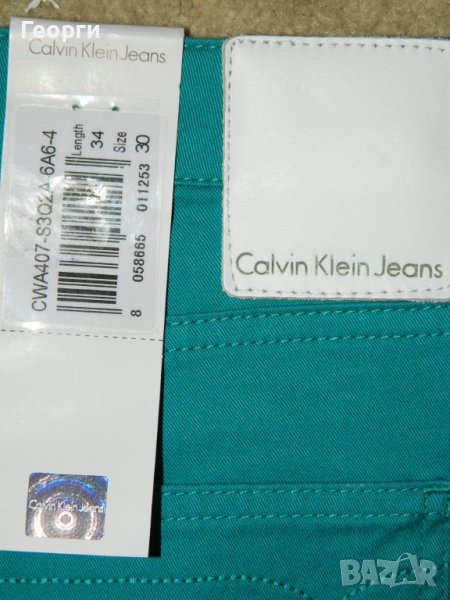 Георги
Calvin Klein Jeans
CWA407-S3Q2A 6A6-4
Length 34
Size 30
8 058665 011253
Calvin Klein Jeans
Calvin Klein Jeans
BAZAR